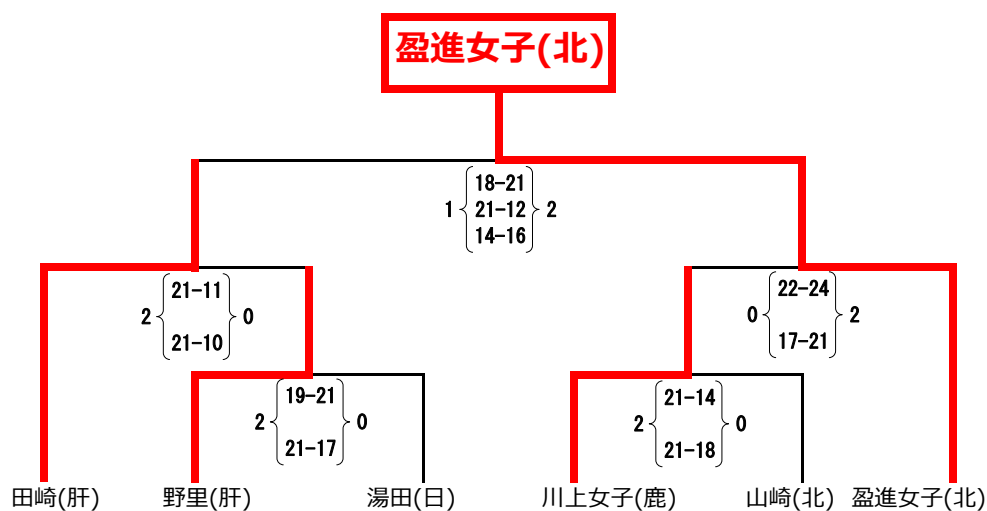 盈進女子(北)
18-21
1 21-12 2
14-16
21-11
2 0
21-10
22-24
0 2
17-21
19-21
2 0
21-17
21-14
2 0
21-18
田崎(肝)
野里(肝)
湯田(日)
川上女子(鹿)
山崎(北)
盈進女子(北)